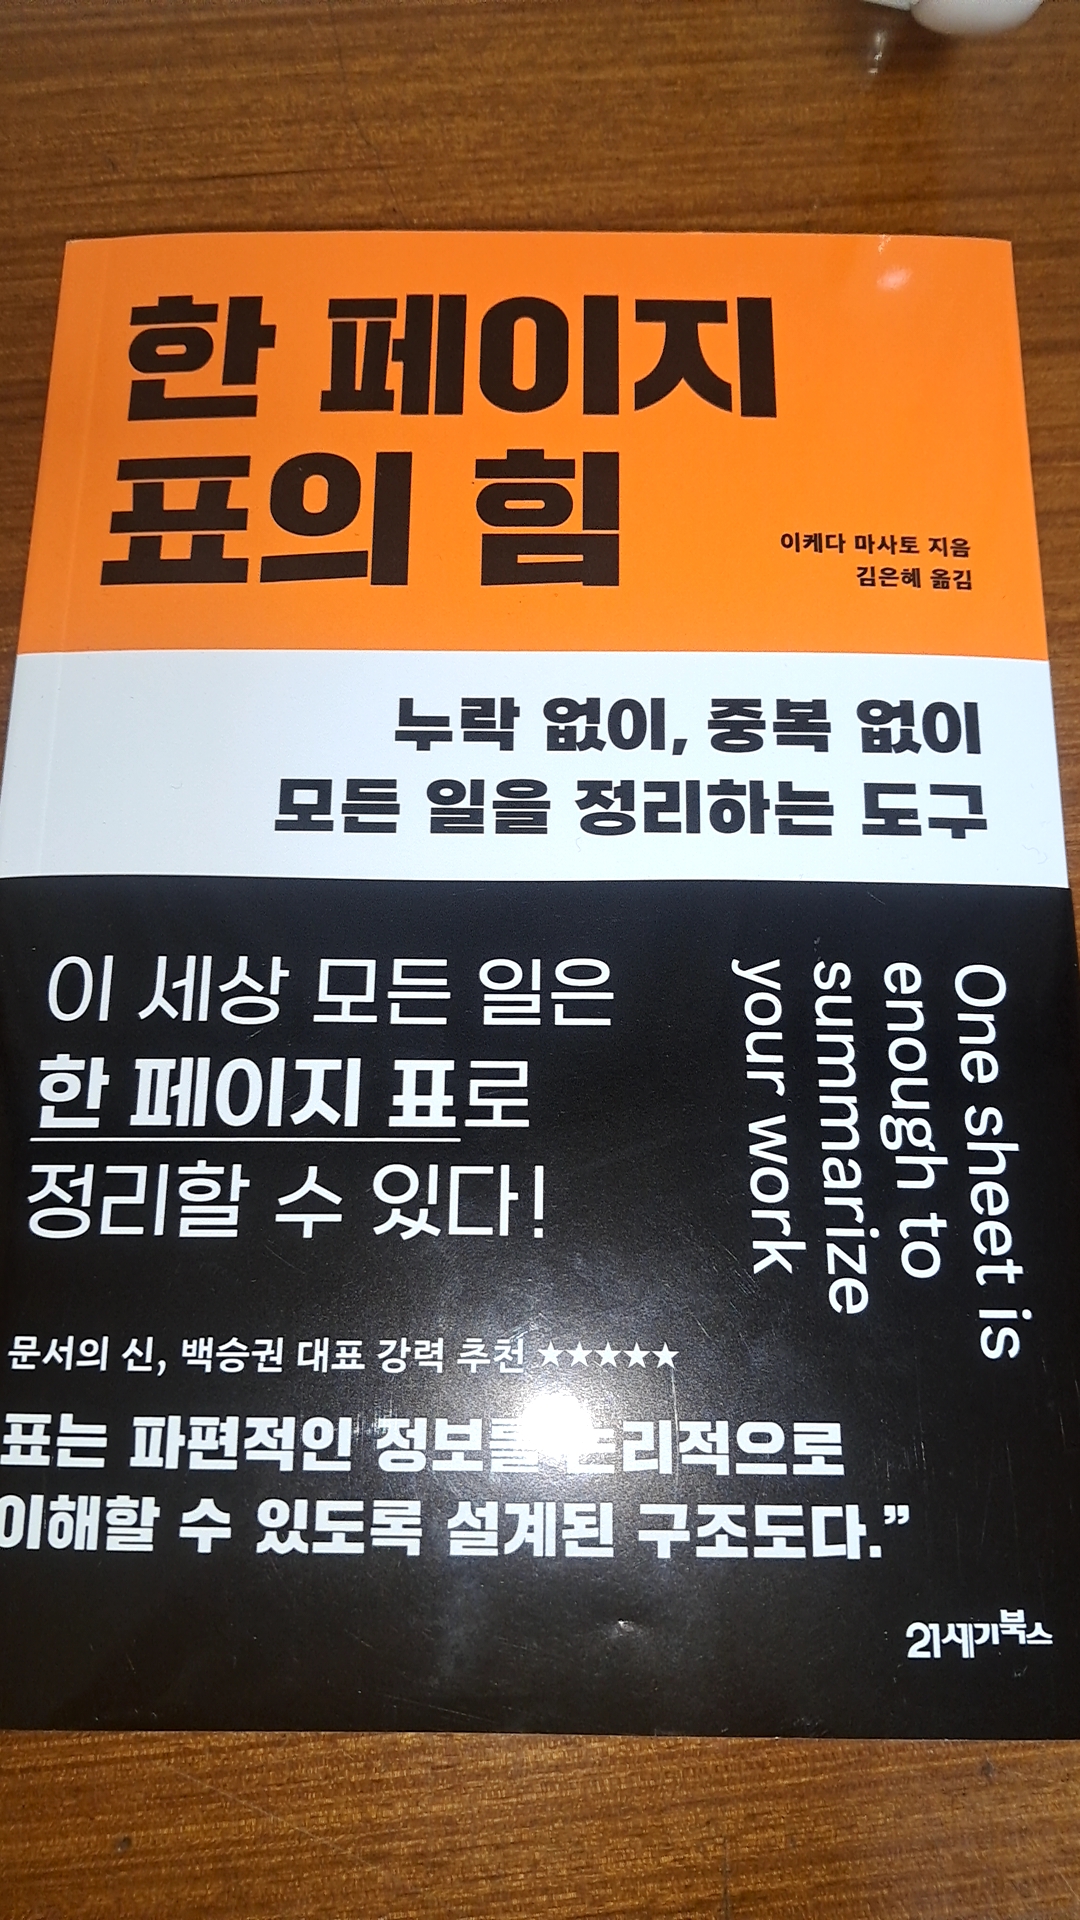 한 페이지
표의 힘
이케다 마사토 지음
김은혜 옮김
누락 없이, 중복 없이
모든 일을 정리하는 도구
이 세상 모든 일은
한 페이지 표로
정리할 수 있다!
One sheet is
enough to
summarize
your work
문서의 신, 백승권 대표 강력 추천 ★★★★★
표는 파편적인 정보를
이해할 수 있도록 설계된 구조도다.”
21세기북스